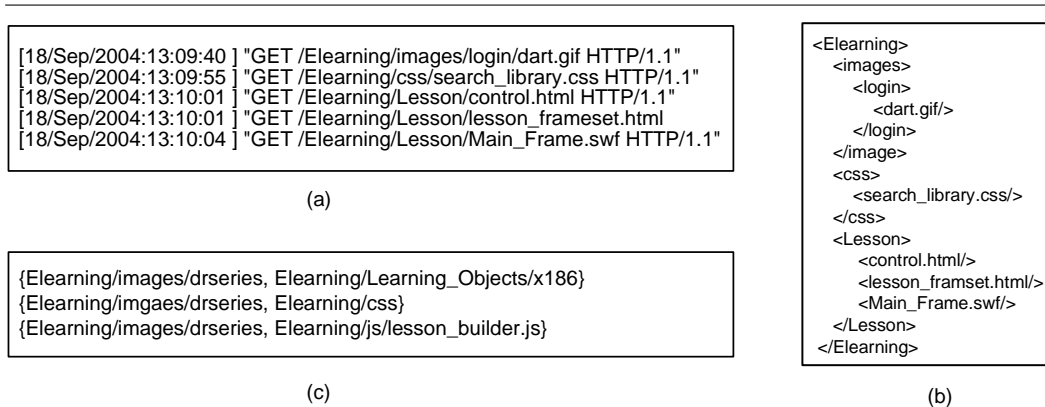 [18/Sep/2004:13:09:40 ] "GET /Elearning/images/login/dart.gif HTTP/1.1"
[18/Sep/2004:13:09:55 ] "GET /Elearning/css/search_library.css HTTP/1.1"
[18/Sep/2004:13:10:01 ] "GET /Elearning/Lesson/control.html HTTP/1.1"
[18/Sep/2004:13:10:01 ] "GET /Elearning/Lesson/lesson_frameset.html
[18/Sep/2004:13:10:04 ] "GET /Elearning/Lesson/Main_Frame.swf HTTP/1.1"
(a)
{Elearning/images/drseries, Elearning/Learning_Objects/x186}
{Elearning/imgaes/drseries, Elearning/css}
{Elearning/images/drseries, Elearning/js/lesson_builder.js}
(c)
<Elearning>
<images>
<login>
<dart.gif/>
</login>
</image>
<css>
<search_library.css/>
</css>
<Lesson>
<control.html/>
<lesson_framset.html/>
<Main_Frame.swf/>
</Lesson>
</Elearning>
(b)